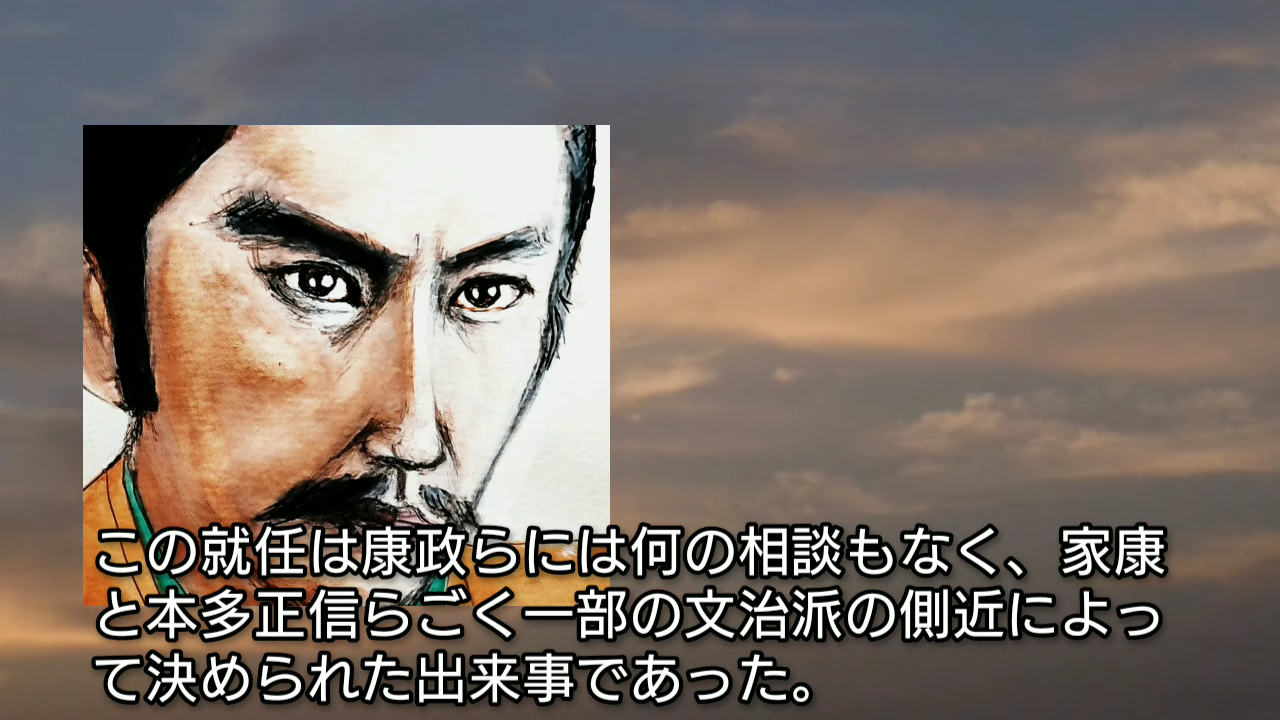 この就任は康政らには何の相談もなく、家康
と本多正信らごく一部の文治派の側近によっ
て決められた出来事であった。